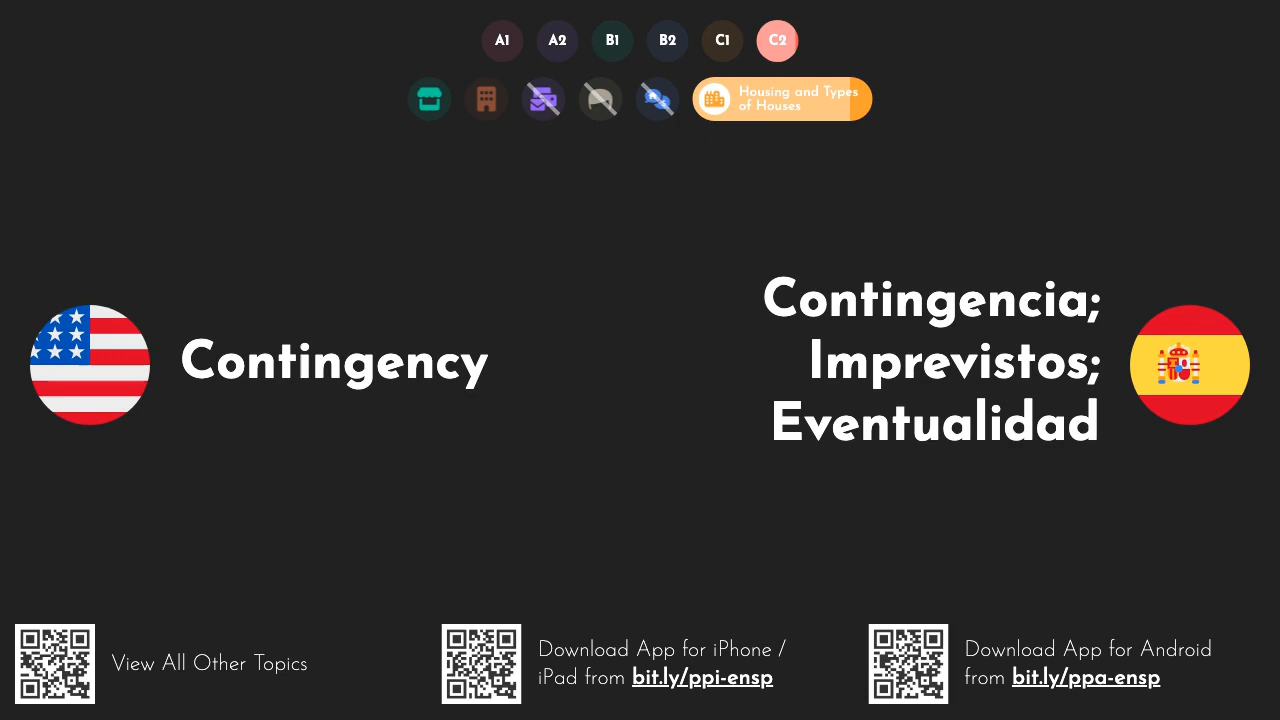 A1 A2 B1 B2 C1 C2
Housing and Types
of Houses
Contingency
Contingencia;
Imprevistos;
Eventualidad
View All Other Topics
Download App for iPhone /
iPad from bit.ly/ppi-ensp
Download App for Android
from bit.ly/ppa-ensp